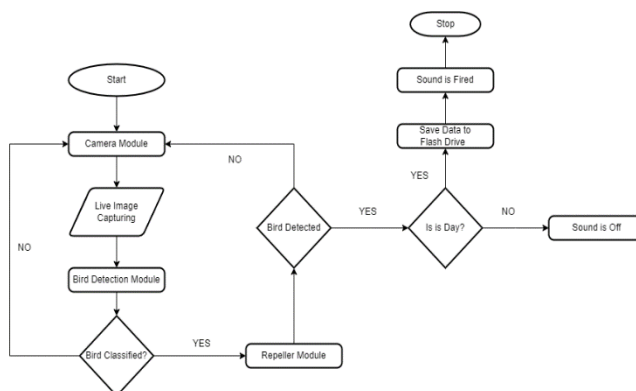 Start
Camera Module
Live Image
Capturing
Bird Detection Module
Bird Classified?
NO
YES
Repeller Module
Bird Detected
NO
YES
Is is Day?
YES
NO
Save Data to
Flash Drive
Sound is Fired
Stop
Sound is Off